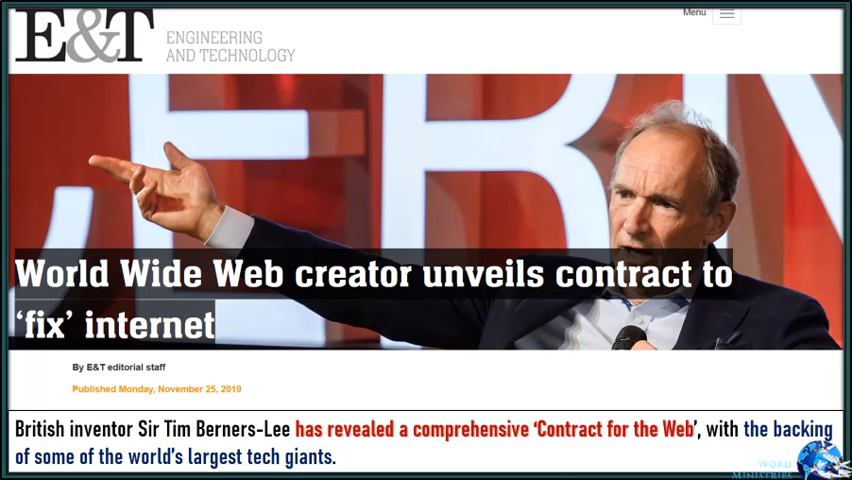 E&T ENGINEERING
AND TECHNOLOGY
Menu
CERN
World Wide Web creator unveils contract to
‘fix’ internet
By E&T editorial staff
Published Monday, November 25, 2019
British inventor Sir Tim Berners-Lee has revealed a comprehensive ‘Contract for the Web’, with the backing
of some of the world’s largest tech giants.
WORD
MINISTRIES